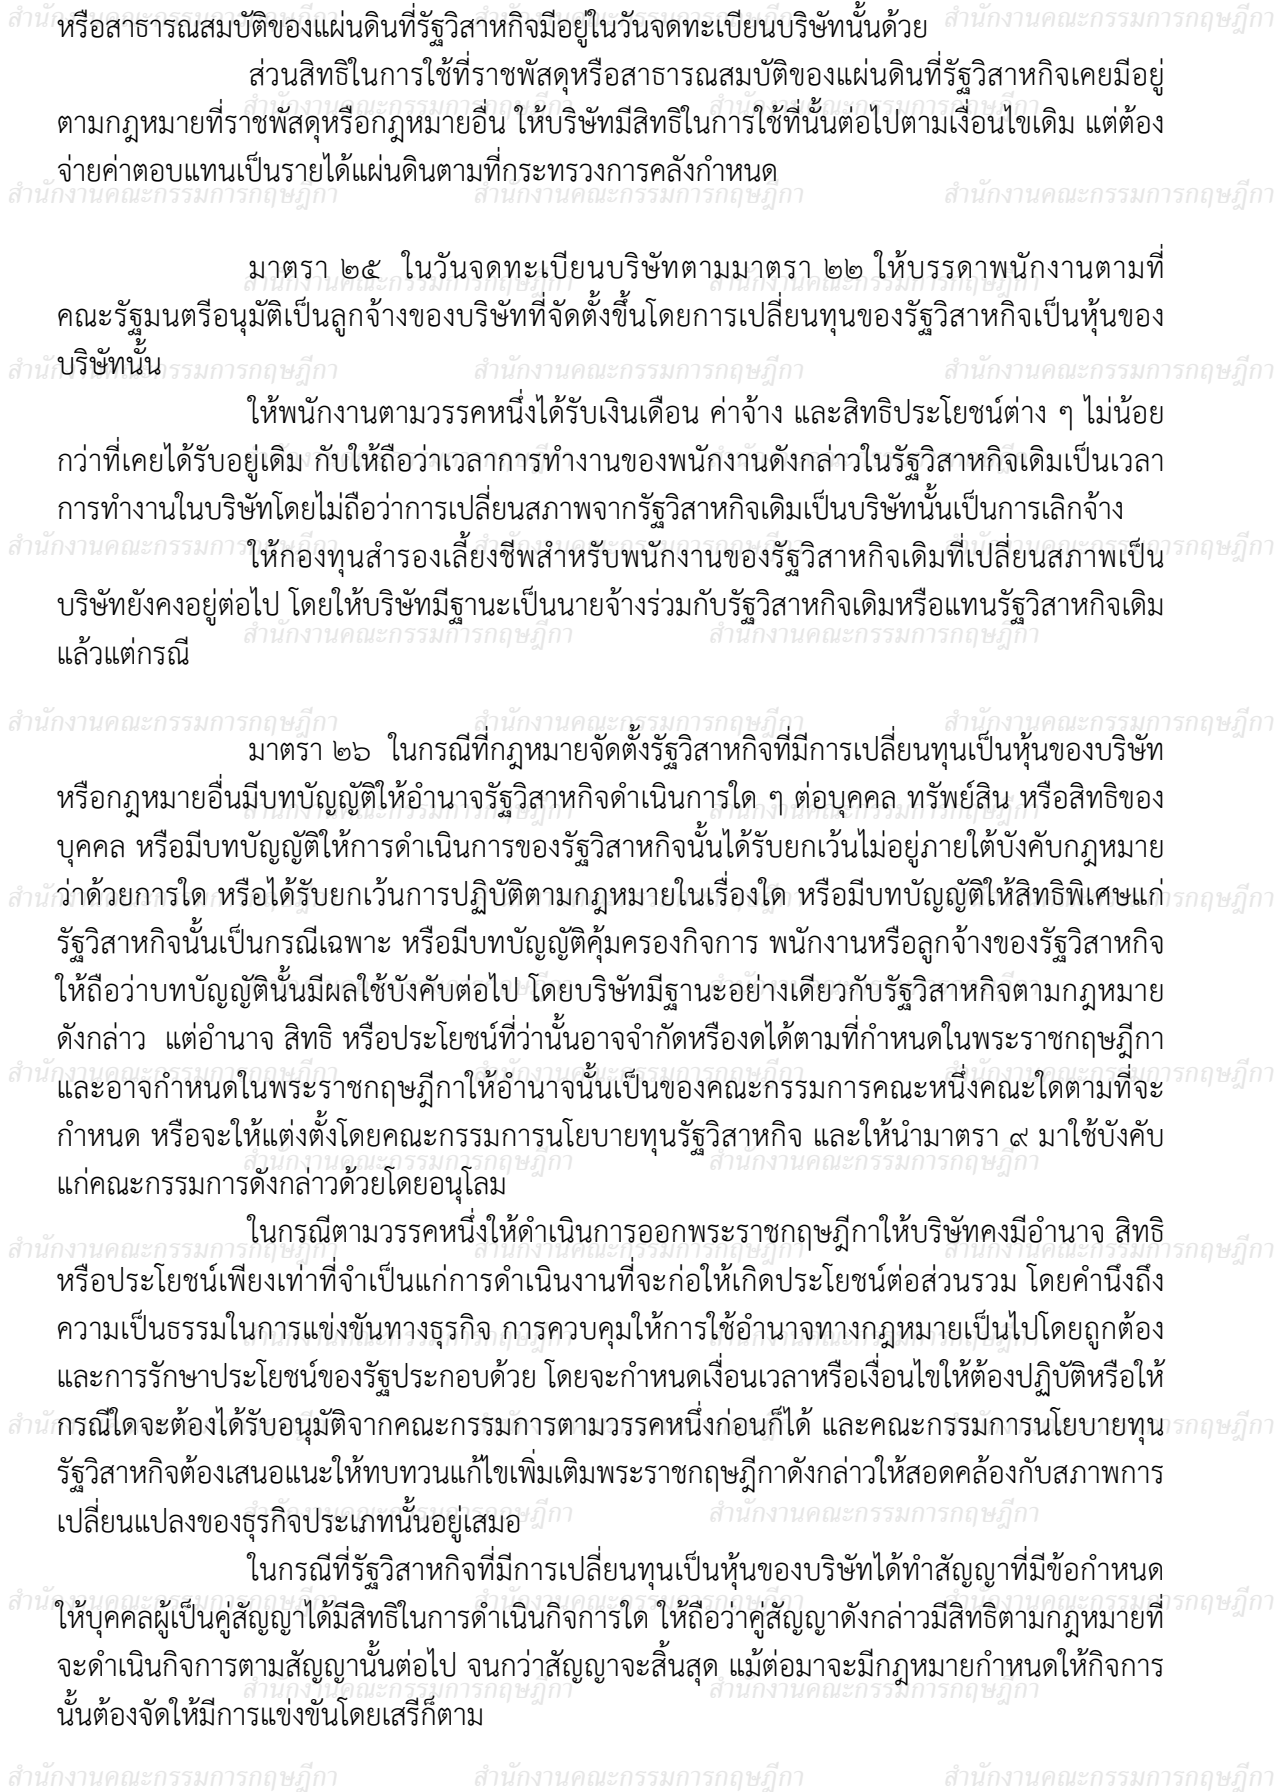 หรือสาธารณสมบัติของแผ่นดินที่รัฐวิสาหกิจมีอยู่ในวันจดทะเบียนบริษัทนั้นด้วย
ส่วนสิทธิในการใช้ที่ราชพัสดุหรือสาธารณสมบัติของแผ่นดินที่รัฐวิสาหกิจเคยมีอยู่
ตามกฎหมายที่ราชพัสดุหรือกฎหมายอื่น ให้บริษัทมีสิทธิในการใช้ที่นั้นต่อไปตามเงื่อนไขเดิม แต่ต้อง
จ่ายค่าตอบแทนเป็นรายได้แผ่นดินตามที่กระทรวงการคลังกำหนด
มาตรา ๒๕ ในวันจดทะเบียนบริษัทตามมาตรา ๒๒ ให้บรรดาพนักงานตามที่
คณะรัฐมนตรีอนุมัติเป็นลูกจ้างของบริษัทที่จัดตั้งขึ้นโดยการเปลี่ยนทุนของรัฐวิสาหกิจเป็นหุ้นของ
บริษัทนั้น
ให้พนักงานตามวรรคหนึ่งได้รับเงินเดือน ค่าจ้าง และสิทธิประโยชน์ต่าง ๆ ไม่น้อย
กว่าที่เคยได้รับอยู่เดิม กับให้ถือว่าเวลาการทำงานของพนักงานดังกล่าวในรัฐวิสาหกิจเดิมเป็นเวลา
การทำงานในบริษัทโดยไม่ถือว่าการเปลี่ยนสภาพจากรัฐวิสาหกิจเดิมเป็นบริษัทนั้นเป็นการเลิกจ้าง
ให้กองทุนสำรองเลี้ยงชีพสำหรับพนักงานของรัฐวิสาหกิจเดิมที่เปลี่ยนสภาพเป็น
บริษัทยังคงอยู่ต่อไป โดยให้บริษัทมีฐานะเป็นนายจ้างร่วมกับรัฐวิสาหกิจเดิมหรือแทนรัฐวิสาหกิจเดิม
แล้วแต่กรณี
มาตรา ๒๖ ในกรณีที่กฎหมายจัดตั้งรัฐวิสาหกิจที่มีการเปลี่ยนทุนเป็นหุ้นของบริษัท
หรือกฎหมายอื่นมีบทบัญญัติให้อำนาจรัฐวิสาหกิจดำเนินการใด ๆ ต่อบุคคล ทรัพย์สิน หรือสิทธิของ
บุคคล หรือมีบทบัญญัติให้การดำเนินการของรัฐวิสาหกิจนั้นได้รับยกเว้นไม่อยู่ภายใต้บังคับกฎหมาย
ว่าด้วยการใด หรือได้รับยกเว้นการปฏิบัติตามกฎหมายในเรื่องใด หรือมีบทบัญญัติให้สิทธิพิเศษแก่
รัฐวิสาหกิจนั้นเป็นกรณีเฉพาะ หรือมีบทบัญญัติคุ้มครองกิจการ พนักงานหรือลูกจ้างของรัฐวิสาหกิจ
ให้ถือว่าบทบัญญัตินั้นมีผลใช้บังคับต่อไป โดยบริษัทมีฐานะอย่างเดียวกับรัฐวิสาหกิจตามกฎหมาย
ดังกล่าว แต่อำนาจ สิทธิ หรือประโยชน์ที่ว่านั้นอาจจำกัดหรืองดได้ตามที่กำหนดในพระราชกฤษฎีกา
และอาจกำหนดในพระราชกฤษฎีกาให้อำนาจนั้นเป็นของคณะกรรมการคณะหนึ่งคณะใดตามที่จะ
กำหนด หรือจะให้แต่งตั้งโดยคณะกรรมการนโยบายทุนรัฐวิสาหกิจ และให้นำมาตรา ๙ มาใช้บังคับ
แก่คณะกรรมการดังกล่าวด้วยโดยอนุโลม
ในกรณีตามวรรคหนึ่งให้ดำเนินการออกพระราชกฤษฎีกาให้บริษัทคงมีอำนาจ สิทธิ
หรือประโยชน์เพียงเท่าที่จำเป็นแก่การดำเนินงานที่จะก่อให้เกิดประโยชน์ต่อส่วนรวม โดยคำนึงถึง
ความเป็นธรรมในการแข่งขันทางธุรกิจ การควบคุมให้การใช้อำนาจทางกฎหมายเป็นไปโดยถูกต้อง
และการรักษาประโยชน์ของรัฐประกอบด้วย โดยจะกำหนดเงื่อนเวลาหรือเงื่อนไขให้ต้องปฏิบัติหรือให้
กรณีใดจะต้องได้รับอนุมัติจากคณะกรรมการตามวรรคหนึ่งก่อนก็ได้ และคณะกรรมการนโยบายทุน
รัฐวิสาหกิจต้องเสนอแนะให้ทบทวนแก้ไขเพิ่มเติมพระราชกฤษฎีกาดังกล่าวให้สอดคล้องกับสภาพการ
เปลี่ยนแปลงของธุรกิจประเภทนั้นอยู่เสมอ
ในกรณีที่รัฐวิสาหกิจที่มีการเปลี่ยนทุนเป็นหุ้นของบริษัทได้ทำสัญญาที่มีข้อกำหนด
ให้บุคคลผู้เป็นคู่สัญญาได้มีสิทธิในการดำเนินกิจการใด ให้ถือว่าคู่สัญญาดังกล่าวมีสิทธิตามกฎหมายที่
จะดำเนินกิจการตามสัญญานั้นต่อไป จนกว่าสัญญาจะสิ้นสุด แม้ต่อมาจะมีกฎหมายกำหนดให้กิจการ
นั้นต้องจัดให้มีการแข่งขันโดยเสรีก็ตาม
สำนักงานคณะกรรมการกฤษฎีกา สำนักงานคณะกรรมการกฤษฎีกา สำนักงานคณะกรรมการกฤษฎีกา